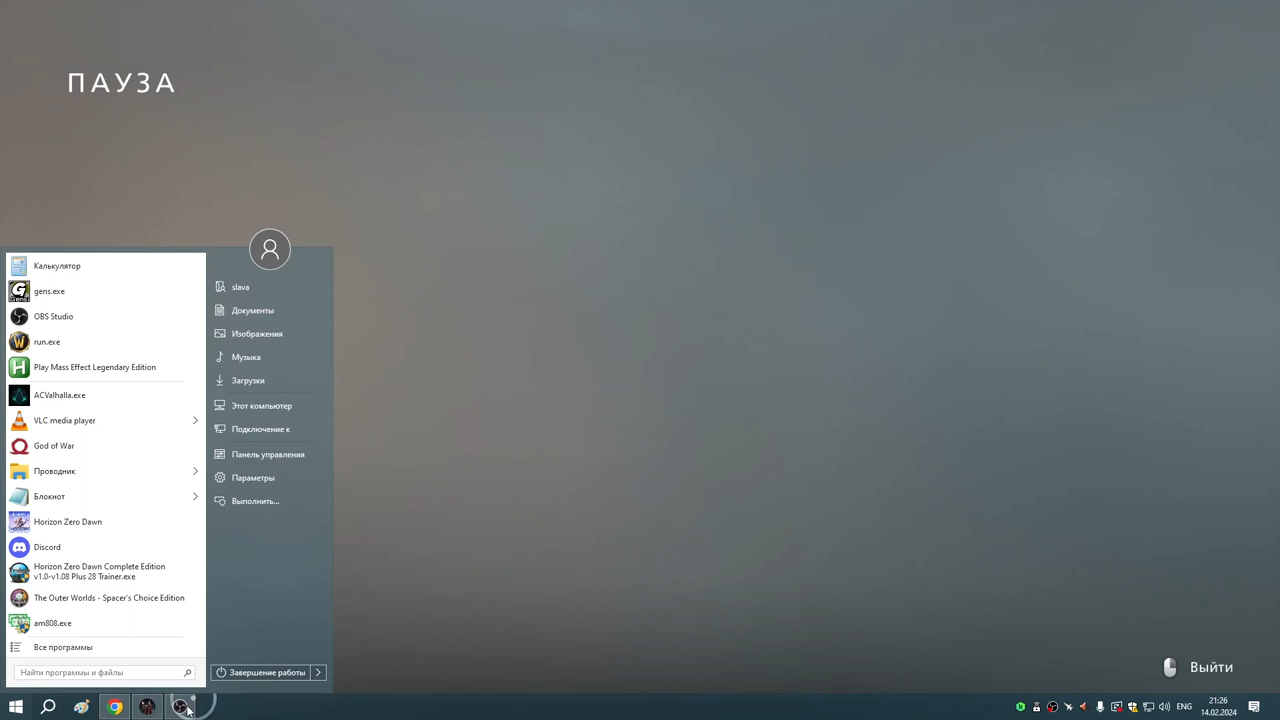 ПАУЗА
Калькулятор
gens.exe
OBS Studio
run.exe
Play Mass Effect Legendary Edition
ACValhalla.exe
VLC media player
God of War
Проводник
Блокнот
Horizon Zero Dawn
Discord
Horizon Zero Dawn Complete Edition
v1.0-v1.08 Plus 28 Trainer.exe
The Outer Worlds - Spacer's Choice Edition
am808.exe
Все программы
Найти программы и файлы
slava
Документы
Изображения
Музыка
Загрузки
Этот компьютер
Подключение к
Панель управления
Параметры
Выполнить...
Завершение работы
Выйти
ENG
21:26
14.02.2024